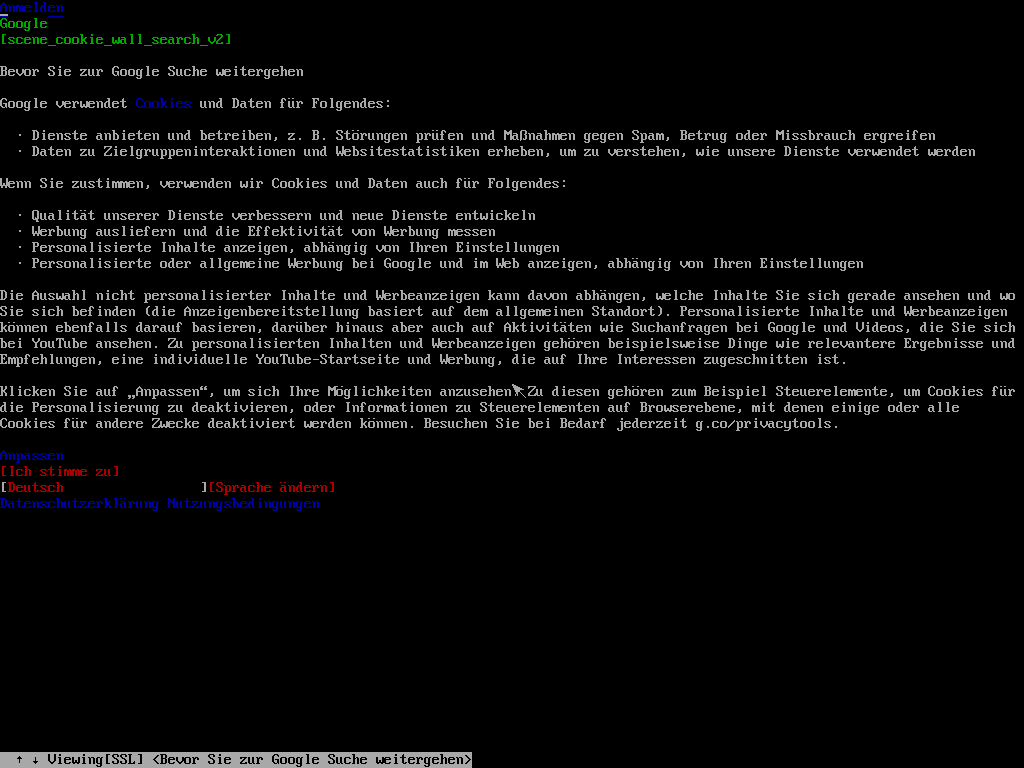 Anmelden
Google
[scene_cookie_wall_search_v2]
Bevor Sie zur Google Suche weitergehen
Google verwendet Cookies und Daten für Folgendes:
· Dienste anbieten und betreiben, z. B. Störungen prüfen und Maßnahmen gegen Spam, Betrug oder Missbrauch ergreifen
· Daten zu Zielgruppeninteraktionen und Websitestatistiken erheben, um zu verstehen, wie unsere Dienste verwendet werden
Wenn Sie zustimmen, verwenden wir Cookies und Daten auch für Folgendes:
· Qualität unserer Dienste verbessern und neue Dienste entwickeln
· Werbung ausliefern und die Effektivität von Werbung messen
· Personalisierte Inhalte anzeigen, abhängig von Ihren Einstellungen
· Personalisierte oder allgemeine Werbung bei Google und im Web anzeigen, abhängig von Ihren Einstellungen
Die Auswahl nicht personalisierter Inhalte und Werbeanzeigen kann davon abhängen, welche Inhalte Sie sich gerade ansehen und wo
Sie sich befinden (die Anzeigenbereitstellung basiert auf dem allgemeinen Standort). Personalisierte Inhalte und Werbeanzeigen
können ebenfalls darauf basieren, darüber hinaus aber auch auf Aktivitäten wie Suchanfragen bei Google und Videos, die Sie sich
bei YouTube ansehen. Zu personalisierten Inhalten und Werbeanzeigen gehören beispielsweise Dinge wie relevantere Ergebnisse und
Empfehlungen, eine individuelle YouTube-Startseite und Werbung, die auf Ihre Interessen zugeschnitten ist.
Klicken Sie auf „Anpassen“, um sich Ihre Möglichkeiten anzusehen. Zu diesen gehören zum Beispiel Steuerelemente, um Cookies für
die Personalisierung zu deaktivieren, oder Informationen zu Steuerelementen auf Browserebene, mit denen einige oder alle
Cookies für andere Zwecke deaktiviert werden können. Besuchen Sie bei Bedarf jederzeit g.co/privacytools.
Anpassen
[Ich stimme zu]
[Deutsch ][Sprache ändern]
Datenschutzerklärung Nutzungsbedingungen
↑ ↓ Viewing[SSL] <Bevor Sie zur Google Suche weitergehen>